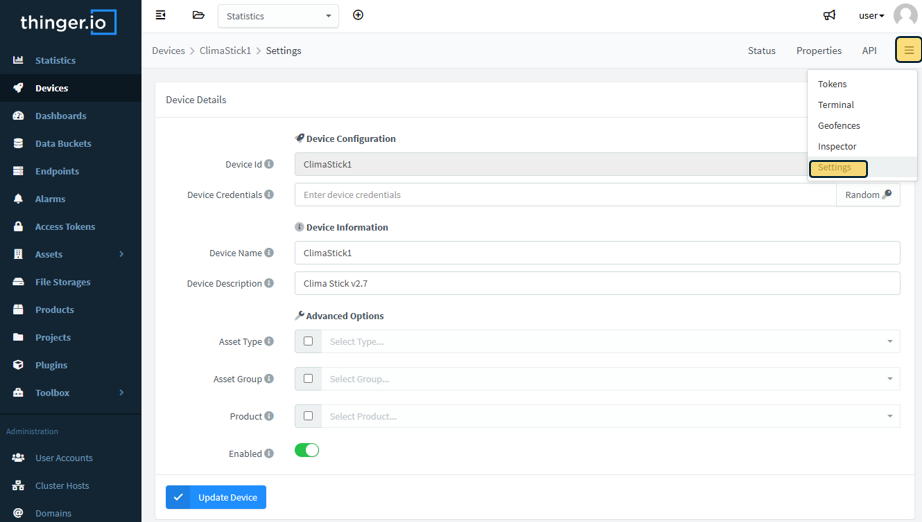 thinger.io
Statistics
Devices
Dashboards
Data Buckets
Endpoints
Alarms
Access Tokens
Assets
File Storages
Products
Projects
Plugins
Toolbox
Administration
User Accounts
Cluster Hosts
Domains
Statistics
user
Devices > ClimaStick1 > Settings
Status Properties API
Tokens
Terminal
Geofences
Inspector
Settings
Device Details
Device Configuration
Device Id ClimaStick1
Device Credentials Enter device credentials Random
Device Information
Device Name ClimaStick1
Device Description Clima Stick v2.7
Advanced Options
Asset Type Select Type...
Asset Group Select Group...
Product Select Product...
Enabled
Update Device